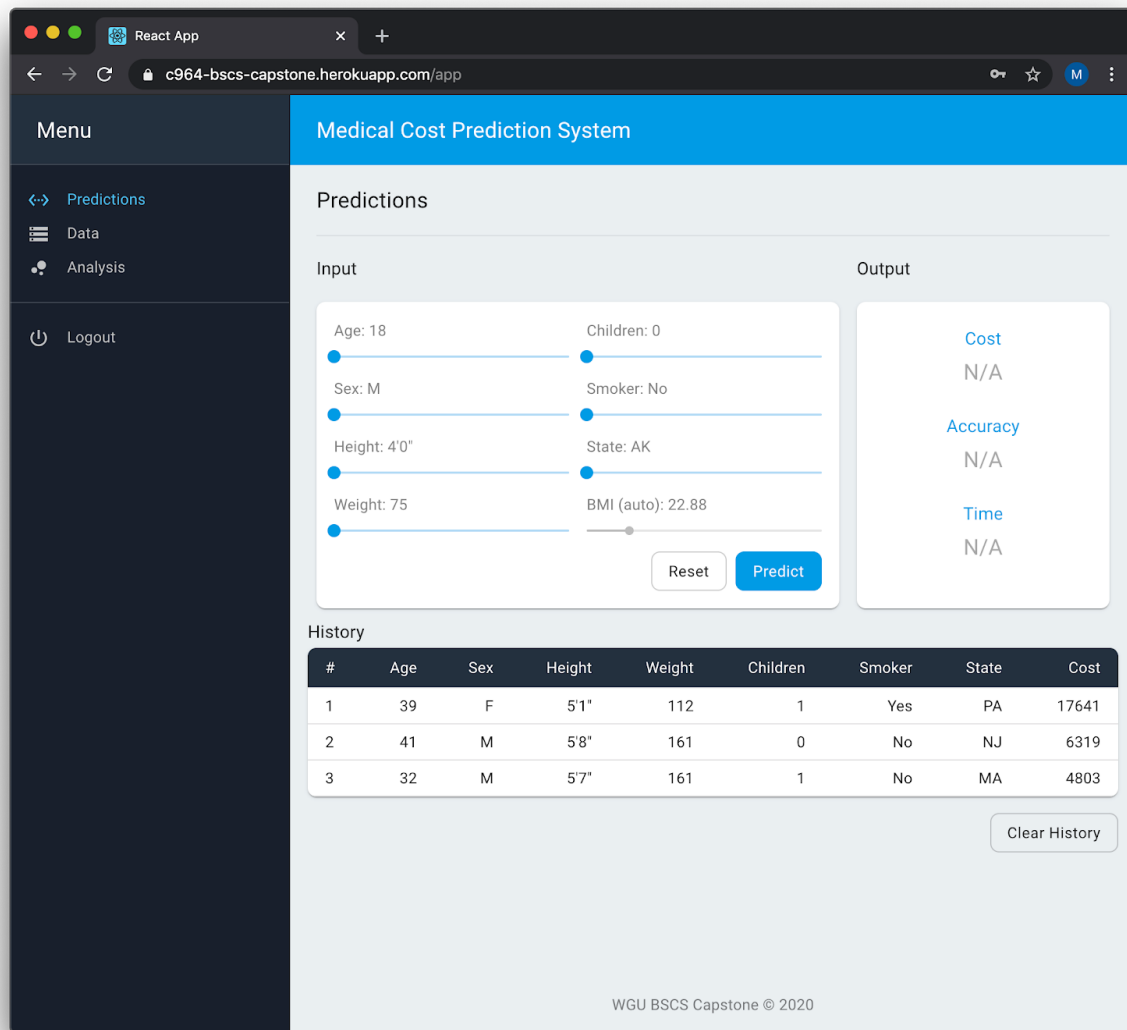 React App
c964-bscs-capstone.herokuapp.com/app
M
Menu
Medical Cost Prediction System
Predictions
Data
Analysis
Logout
Predictions
Input
Output
Age: 18
Children: 0
Sex: M
Smoker: No
Height: 4'0"
State: AK
Weight: 75
BMI (auto): 22.88
Reset
Predict
Cost
N/A
Accuracy
N/A
Time
N/A
History
# Age Sex Height Weight Children Smoker State Cost
1 39 F 5'1" 112 1 Yes PA 17641
2 41 M 5'8" 161 0 No NJ 6319
3 32 M 5'7" 161 1 No MA 4803
Clear History
WGU BSCS Capstone © 2020